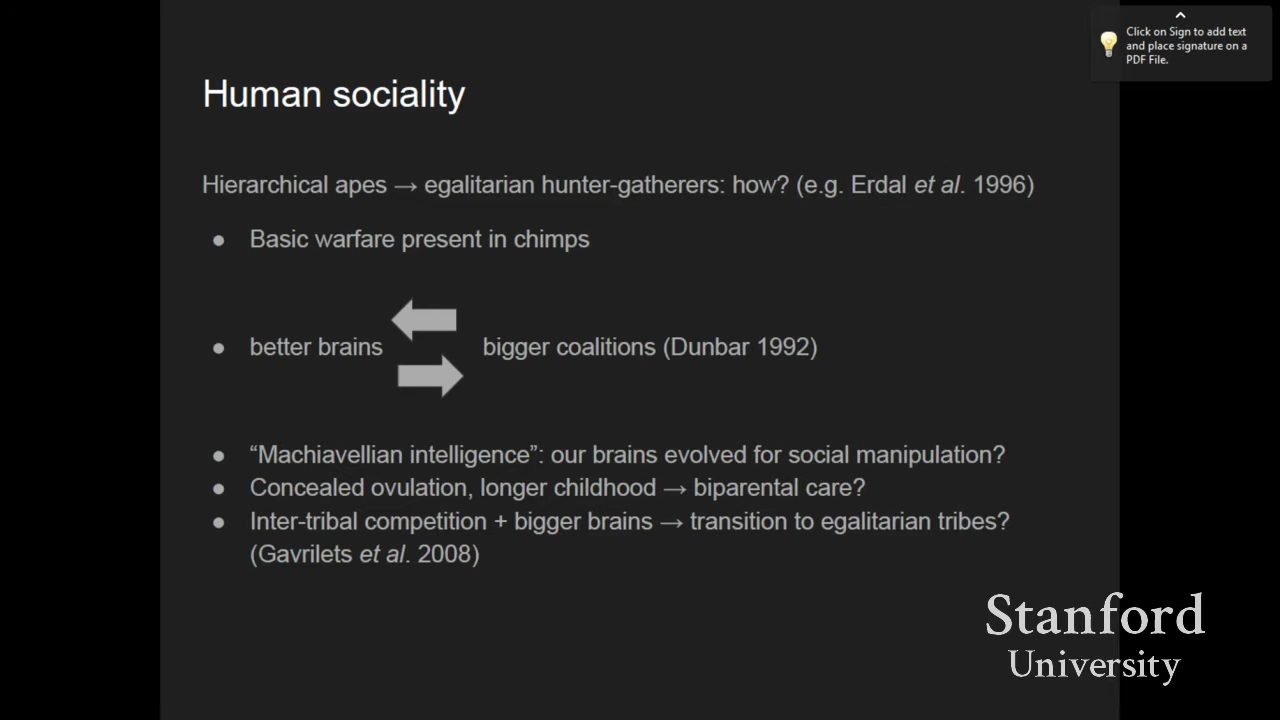 Click on Sign to add text
and place signature on a
PDF File.
Human sociality
Hierarchical apes → egalitarian hunter-gatherers: how? (e.g. Erdal et al. 1996)
● Basic warfare present in chimps
● better brains bigger coalitions (Dunbar 1992)
● “Machiavellian intelligence”: our brains evolved for social manipulation?
● Concealed ovulation, longer childhood → biparental care?
● Inter-tribal competition + bigger brains → transition to egalitarian tribes?
(Gavrilets et al. 2008)
Stanford
University